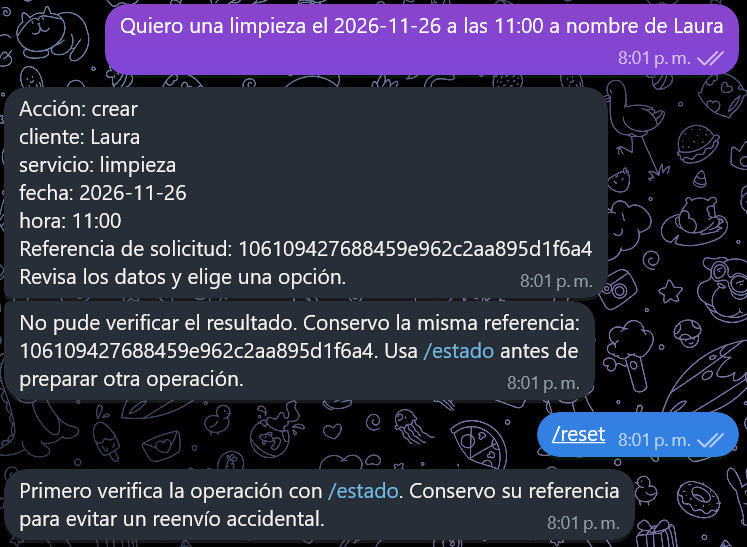 Quiero una limpieza el 2026-11-26 a las 11:00 a nombre de Laura
8:01 p. m.
Acción: crear
cliente: Laura
servicio: limpieza
fecha: 2026-11-26
hora: 11:00
Referencia de solicitud: 106109427688459e962c2aa895d1f6a4
Revisa los datos y elige una opción.
8:01 p. m.
No pude verificar el resultado. Conservo la misma referencia:
106109427688459e962c2aa895d1f6a4. Usa /estado antes de
preparar otra operación.
8:01 p. m.
/reset
8:01 p. m.
Primero verifica la operación con /estado. Conservo su referencia
para evitar un reenvío accidental.
8:01 p. m.